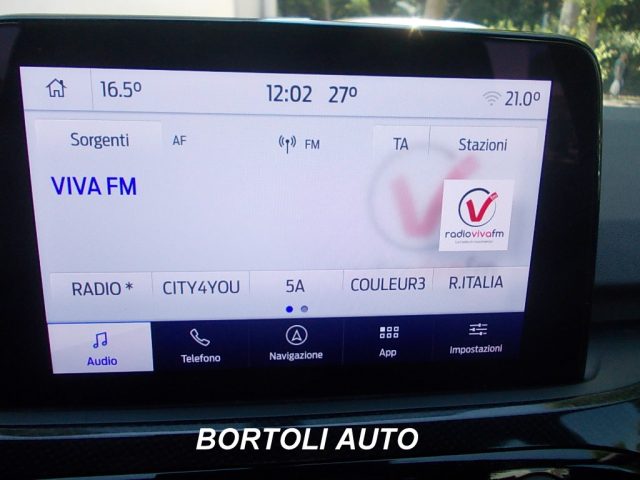 16.5° 12:02 27° 21.0°
Sorgenti AF FM TA Stazioni
VIVA FM
radiovivafm
RADIO * CITY4YOU 5A COULEUR3 R.ITALIA
Audio Telefono Navigazione App Impostazioni
BORTOLI AUTO